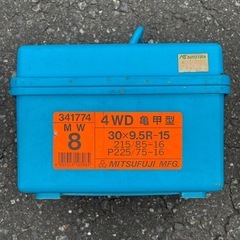 341774
MW
8
4WD 亀甲型
30×9.5R-15
215/85-16
P225/75-16
MITSUFUJI MFG.